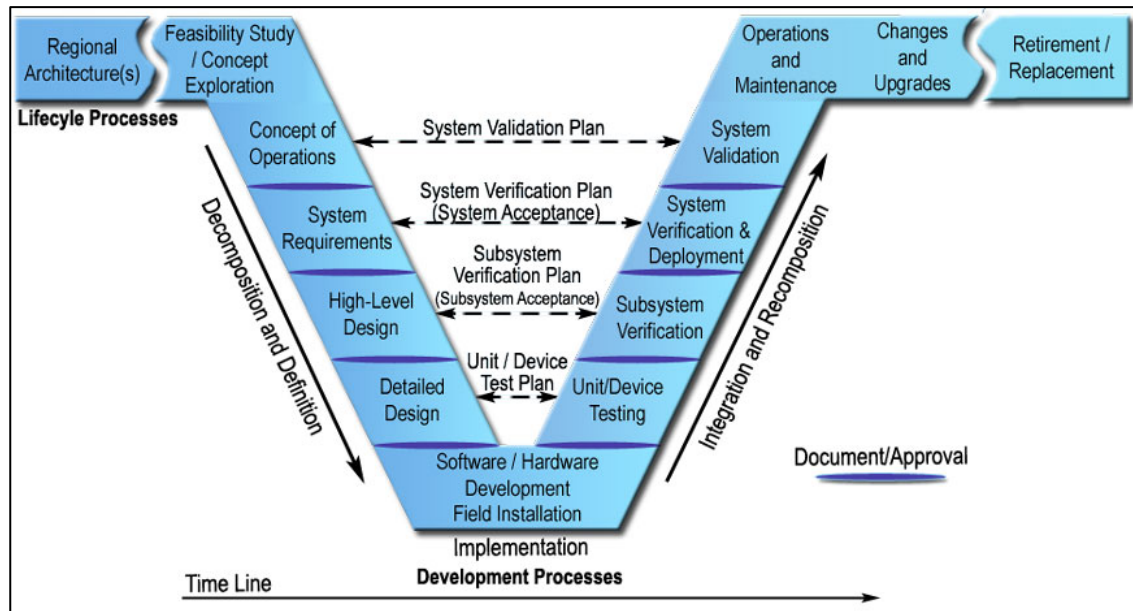 Regional
Architecture(s)
Feasibility Study
/ Concept
Exploration
Operations
and
Maintenance
Changes
and
Upgrades
Retirement /
Replacement
Lifecyle Processes
Concept of
Operations
System Validation Plan
System
Validation
System
Requirements
System Verification Plan
(System Acceptance)
System
Verification &
Deployment
High-Level
Design
Subsystem
Verification Plan
(Subsystem Acceptance)
Subsystem
Verification
Detailed
Design
Unit / Device
Test Plan
Unit/Device
Testing
Decomposition and Definition
Integration and Recomposition
Software / Hardware
Development
Field Installation
Document/Approval
Implementation
Development Processes
Time Line